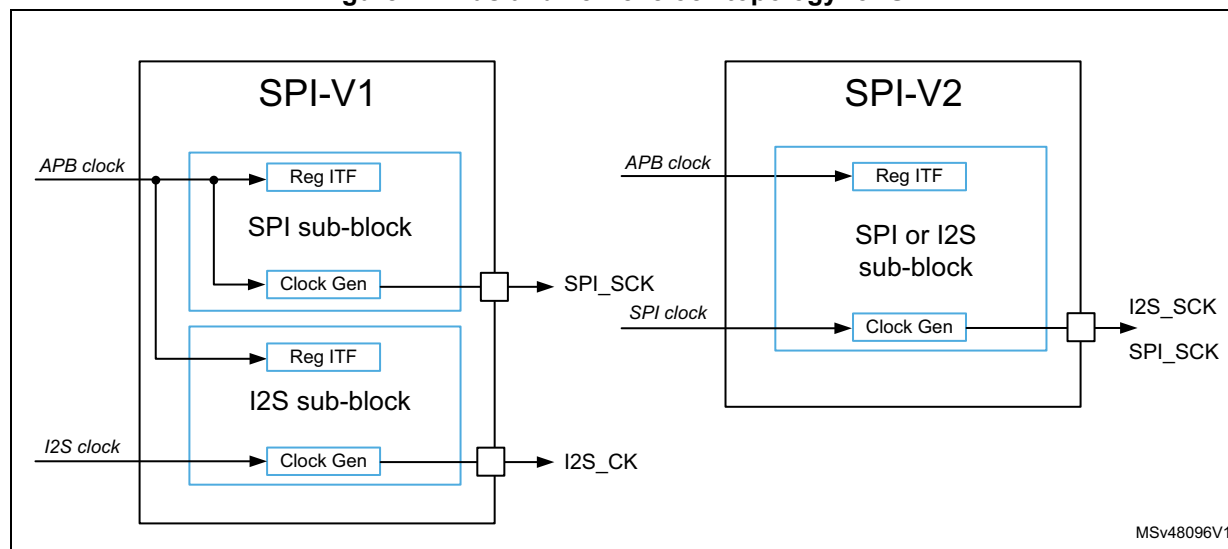 SPI-V1
APB clock
Reg ITF
SPI sub-block
Clock Gen
SPI_SCK
Reg ITF
I2S sub-block
I2S clock
Clock Gen
I2S_CK
SPI-V2
APB clock
Reg ITF
SPI or I2S
sub-block
SPI clock
Clock Gen
I2S_SCK
SPI_SCK
MSv48096V1